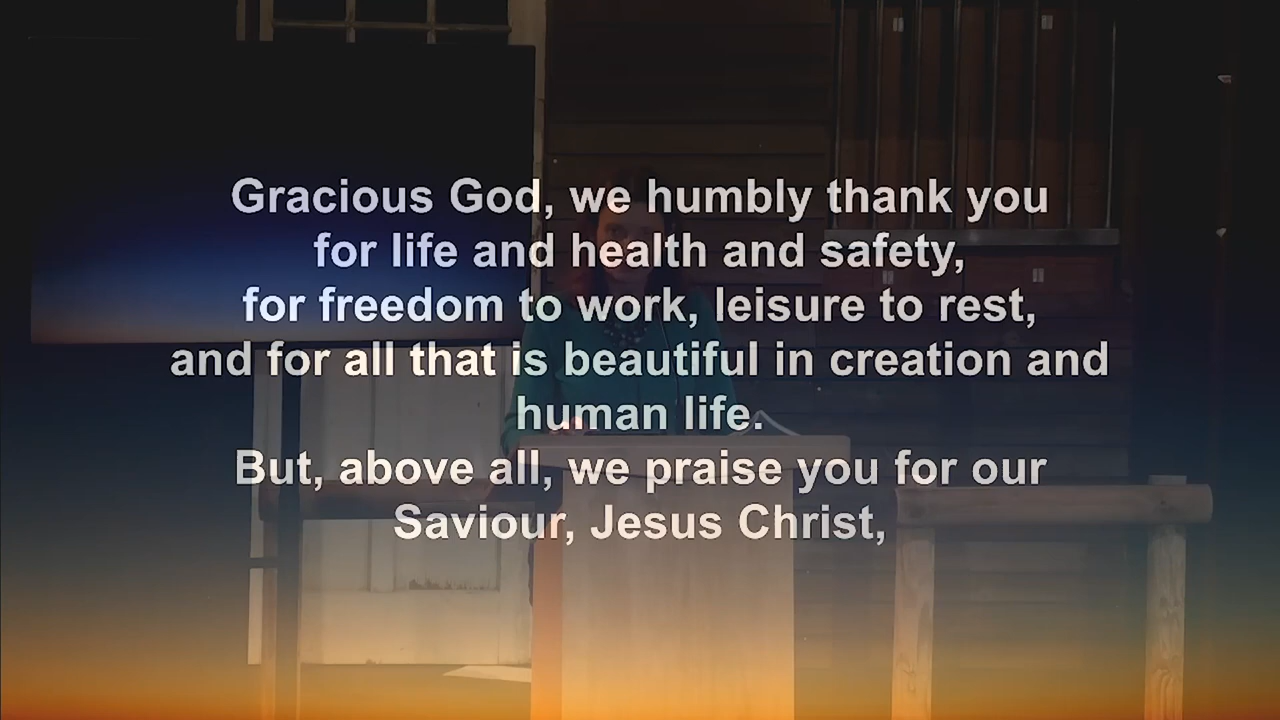 Gracious God, we humbly thank you
for life and health and safety,
for freedom to work, leisure to rest,
and for all that is beautiful in creation and
human life.
But, above all, we praise you for our
Saviour, Jesus Christ,